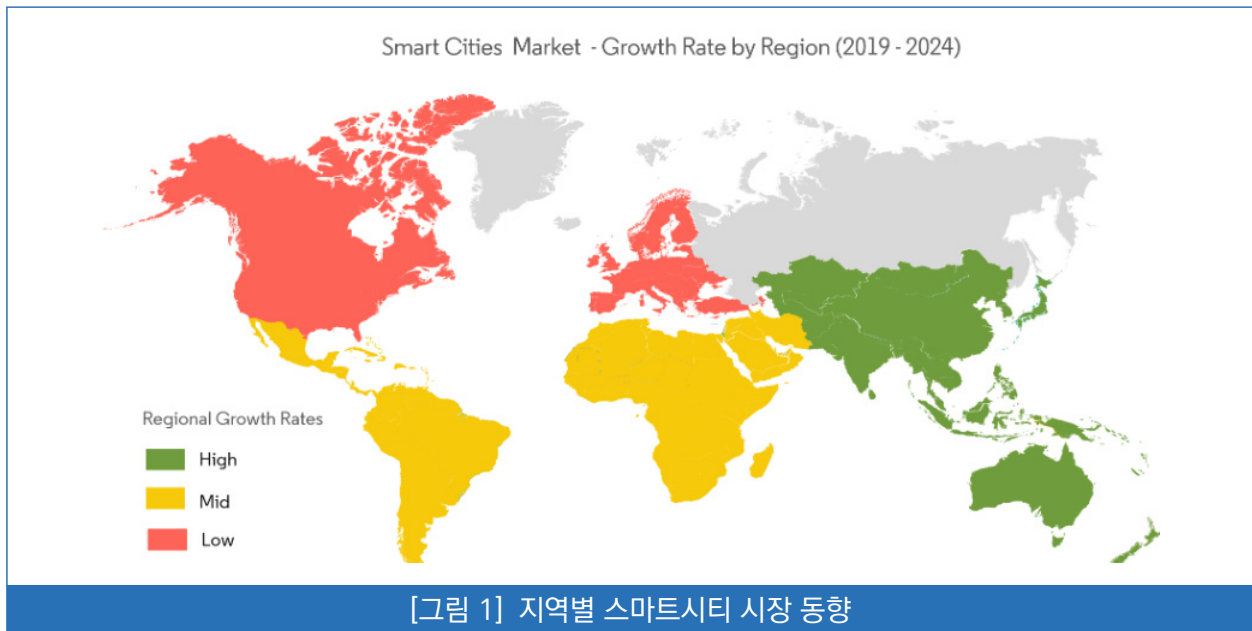 Smart Cities Market - Growth Rate by Region (2019 - 2024)
Regional Growth Rates
High
Mid
Low
[그림 1] 지역별 스마트시티 시장 동향